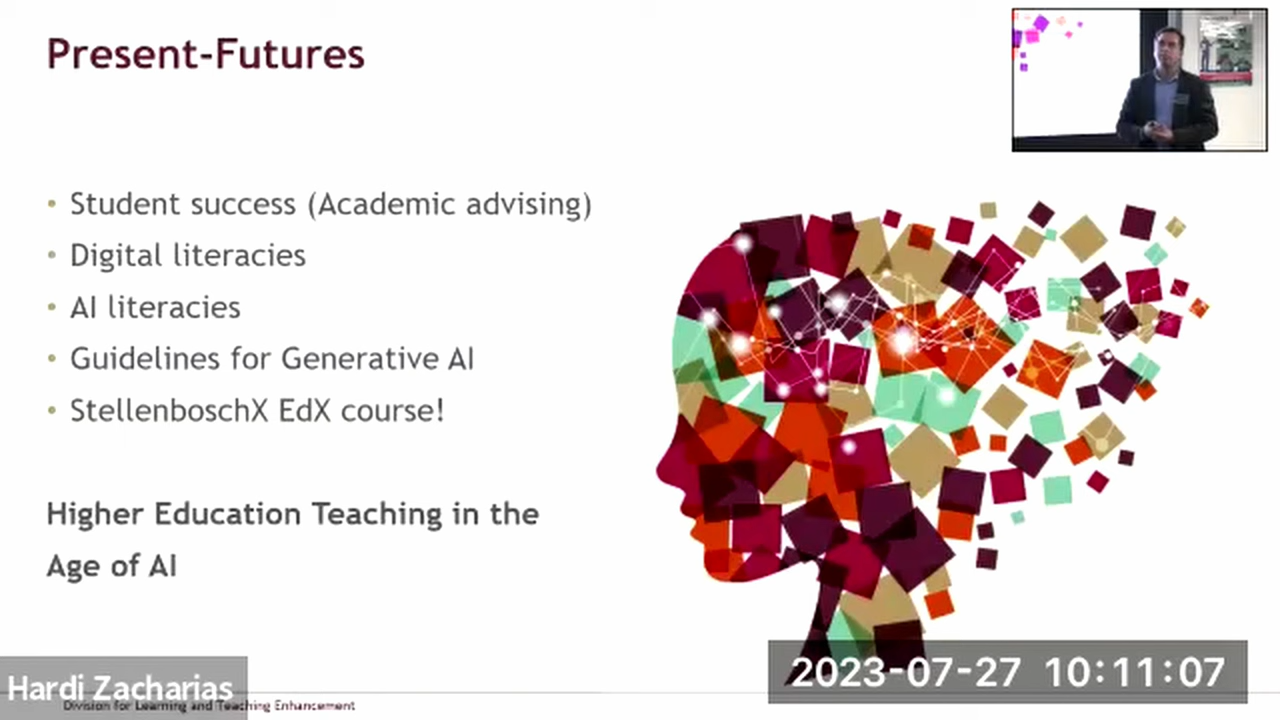 Present-Futures
• Student success (Academic advising)
• Digital literacies
• AI literacies
• Guidelines for Generative AI
• StellenboschX EdX course!
Higher Education Teaching in the
Age of AI
2023-07-27 10:11:07
Hardi Zacharias
Division for Learning and Teaching Enhancement